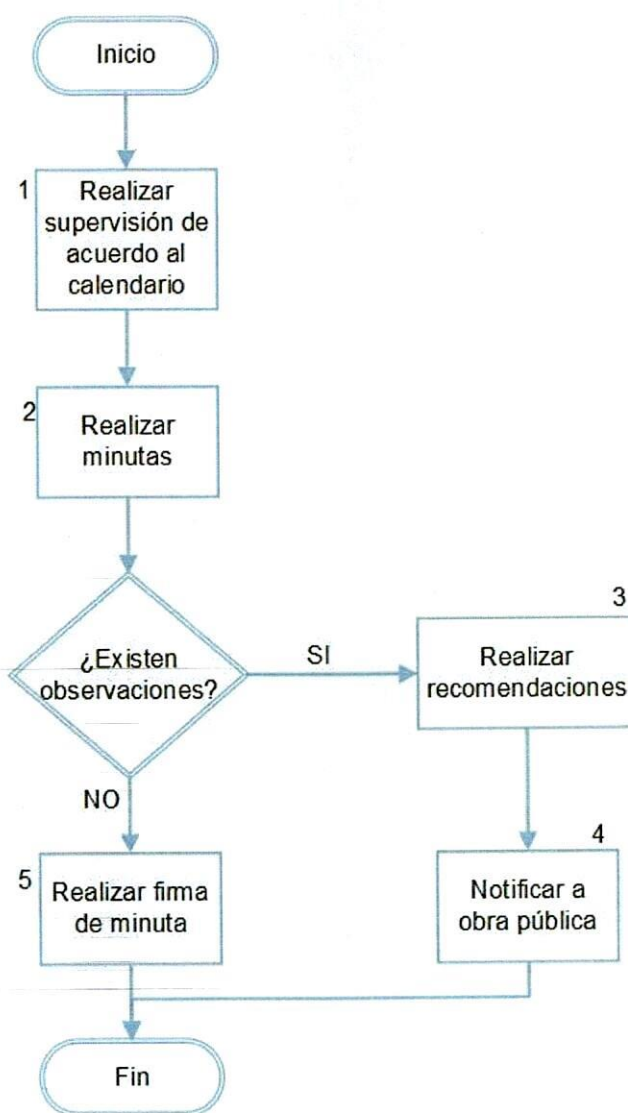 Inicio
1
Realizar
supervisión de
acuerdo al
calendario
2
Realizar
minutas
¿Existen
observaciones?
SI
3
Realizar
recomendaciones
NO
4
Notificar a
obra pública
5
Realizar firma
de minuta
Fin